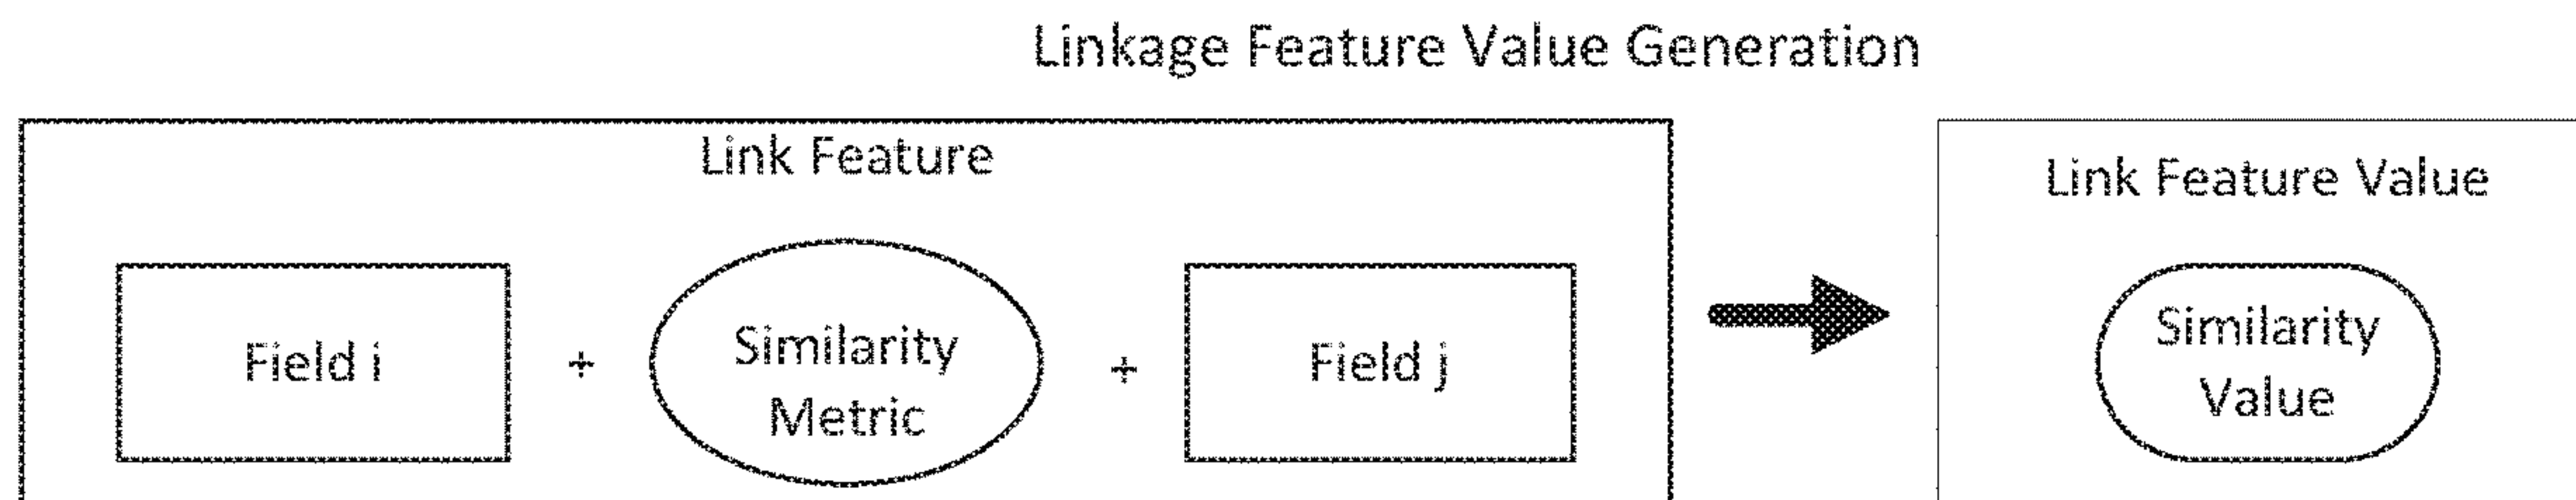 Linkage Feature Value Generation
Link Feature
Field i
+
Similarity
Metric
+
Field j
Link Feature Value
Similarity
Value